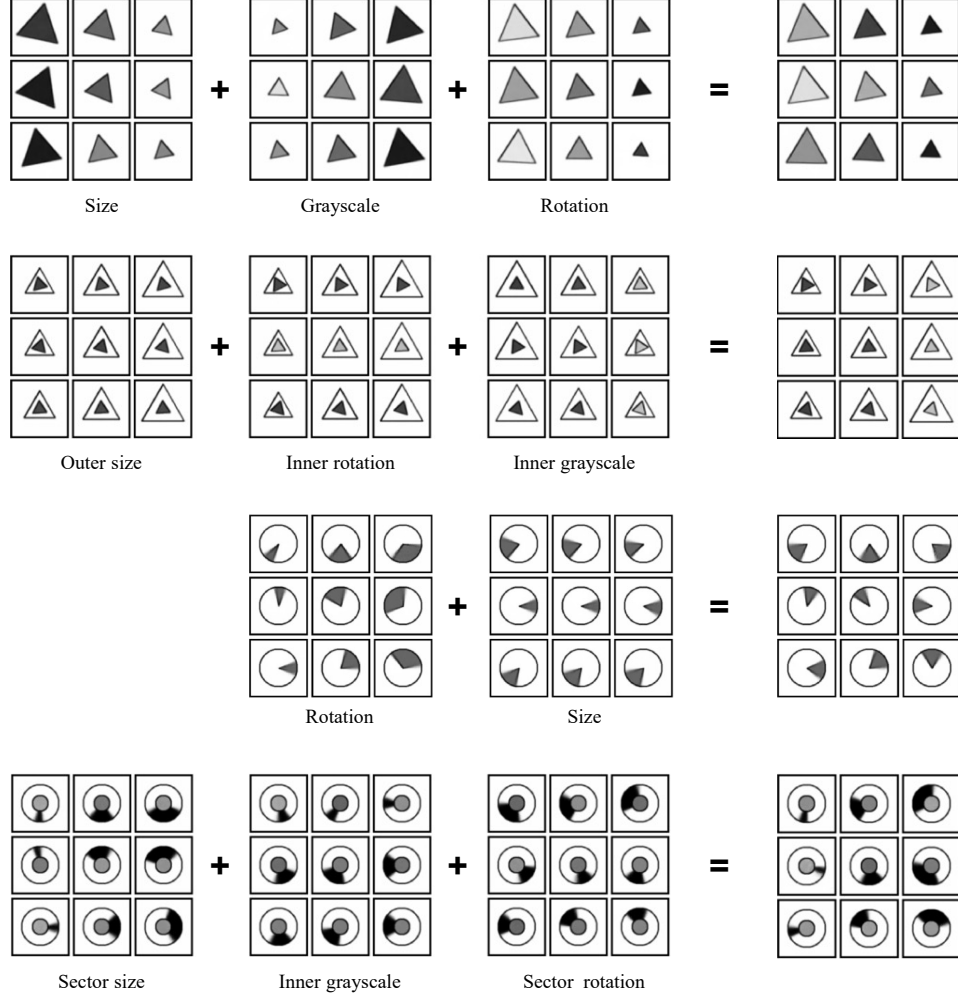 + + =
Size Grayscale Rotation
+ + =
Outer size Inner rotation Inner grayscale
+ =
Rotation Size
+ + =
Sector size Inner grayscale Sector rotation